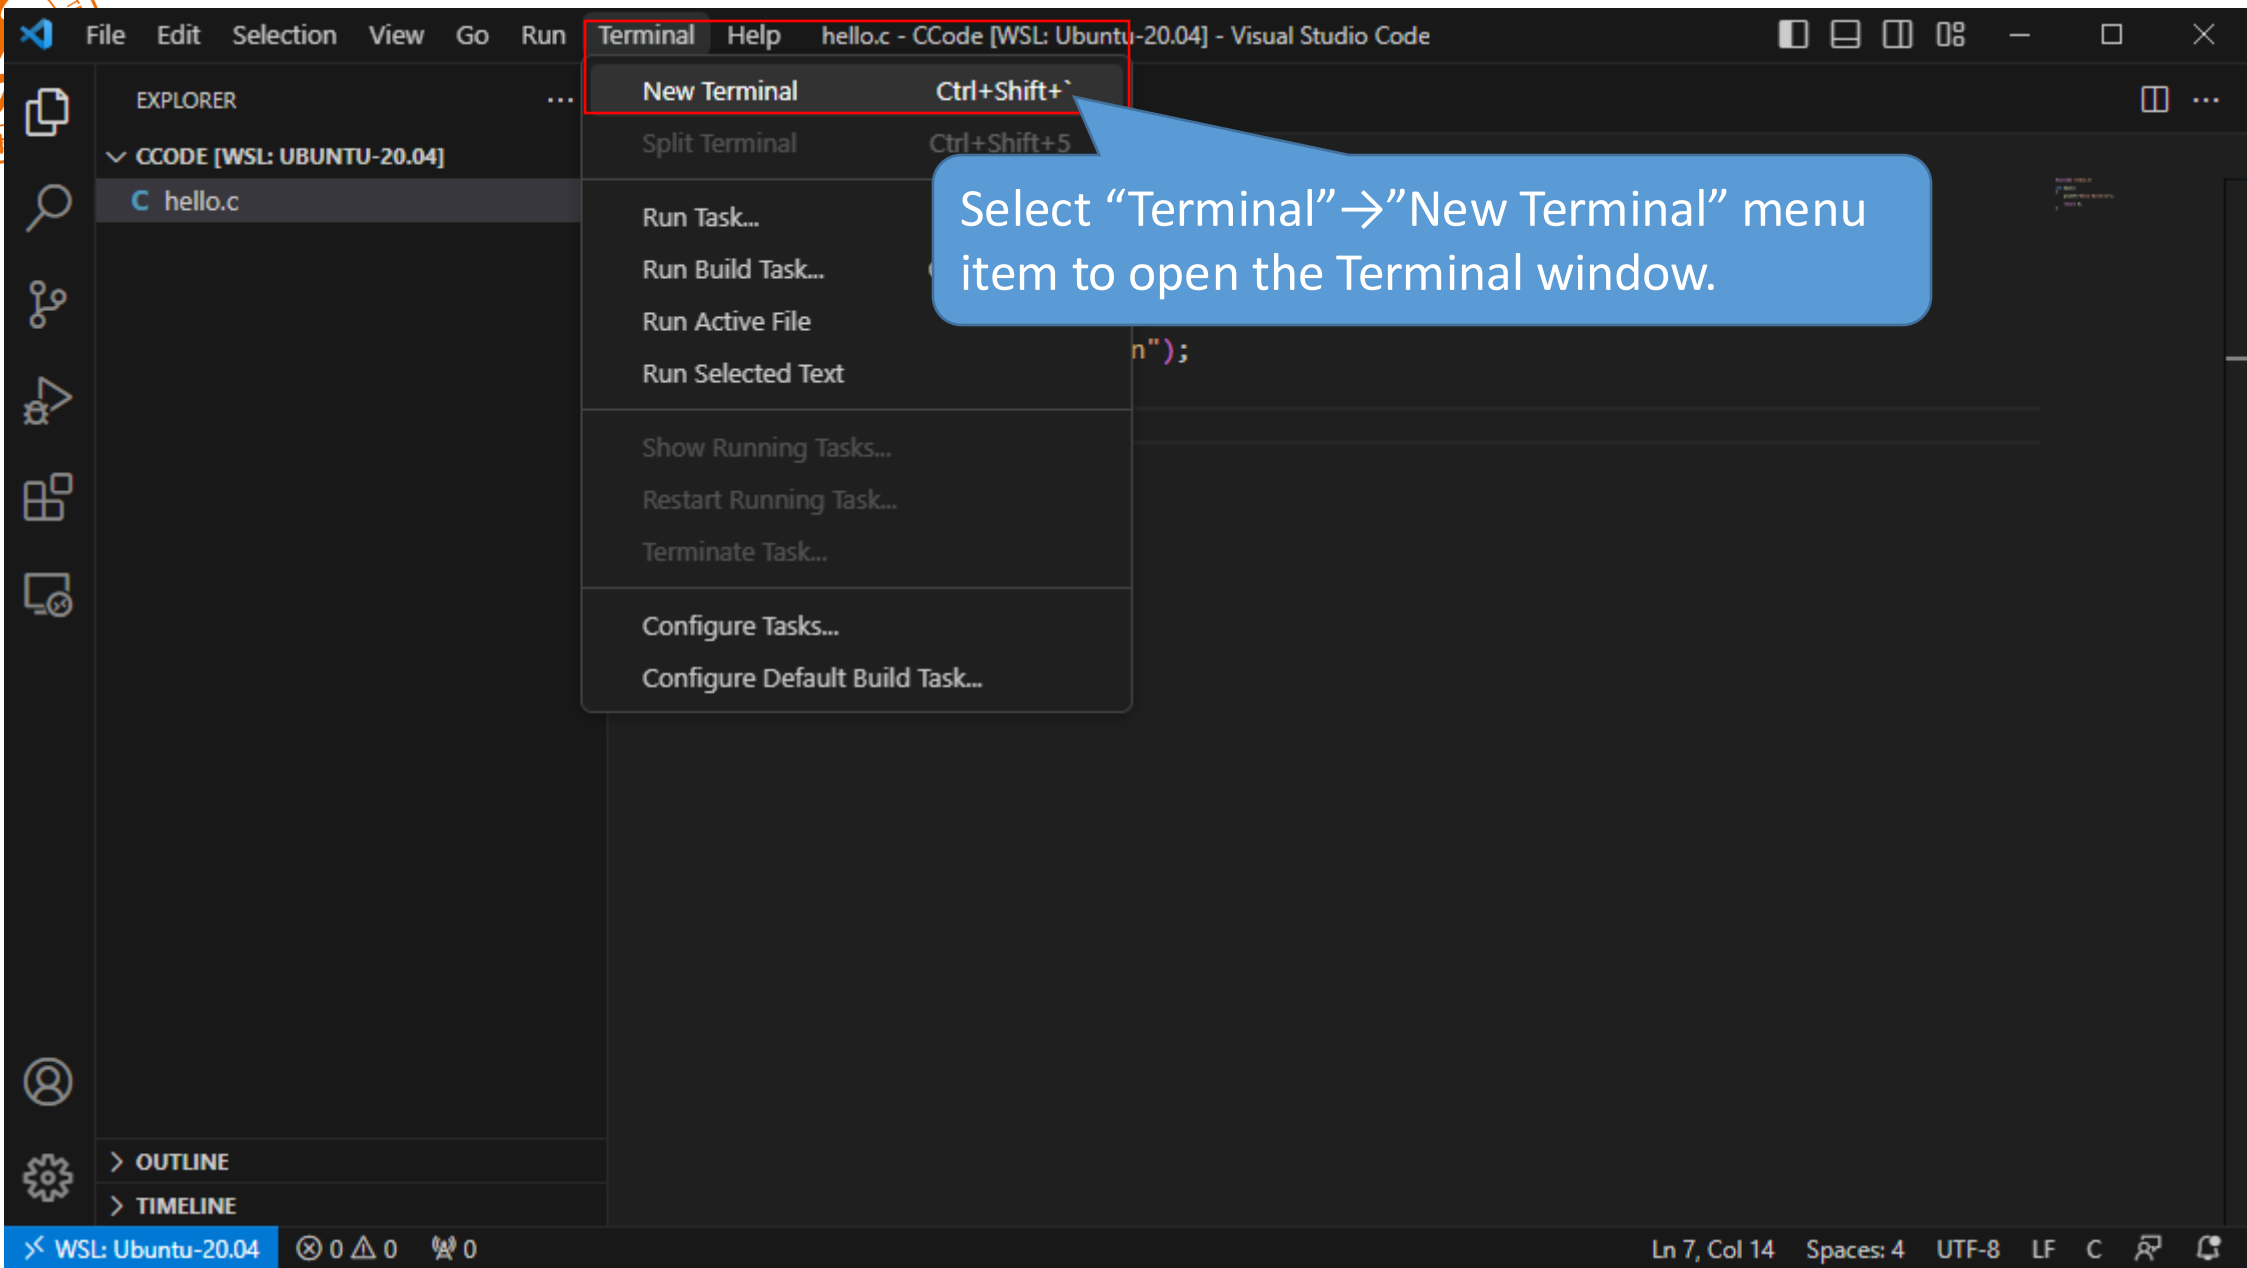 File Edit Selection View Go Run Terminal Help hello.c - CCode [WSL: Ubuntu-20.04] - Visual Studio Code
EXPLORER
CCODE [WSL: UBUNTU-20.04]
C hello.c
New Terminal Ctrl+Shift+`
Split Terminal Ctrl+Shift+5
Run Task...
Run Build Task...
Run Active File
Run Selected Text
Show Running Tasks...
Restart Running Task...
Terminate Task...
Configure Tasks...
Configure Default Build Task...
Select “Terminal”→”New Terminal” menu
item to open the Terminal window.
n");
OUTLINE
TIMELINE
WSL: Ubuntu-20.04 0 0 0 Ln 7, Col 14 Spaces: 4 UTF-8 LF C